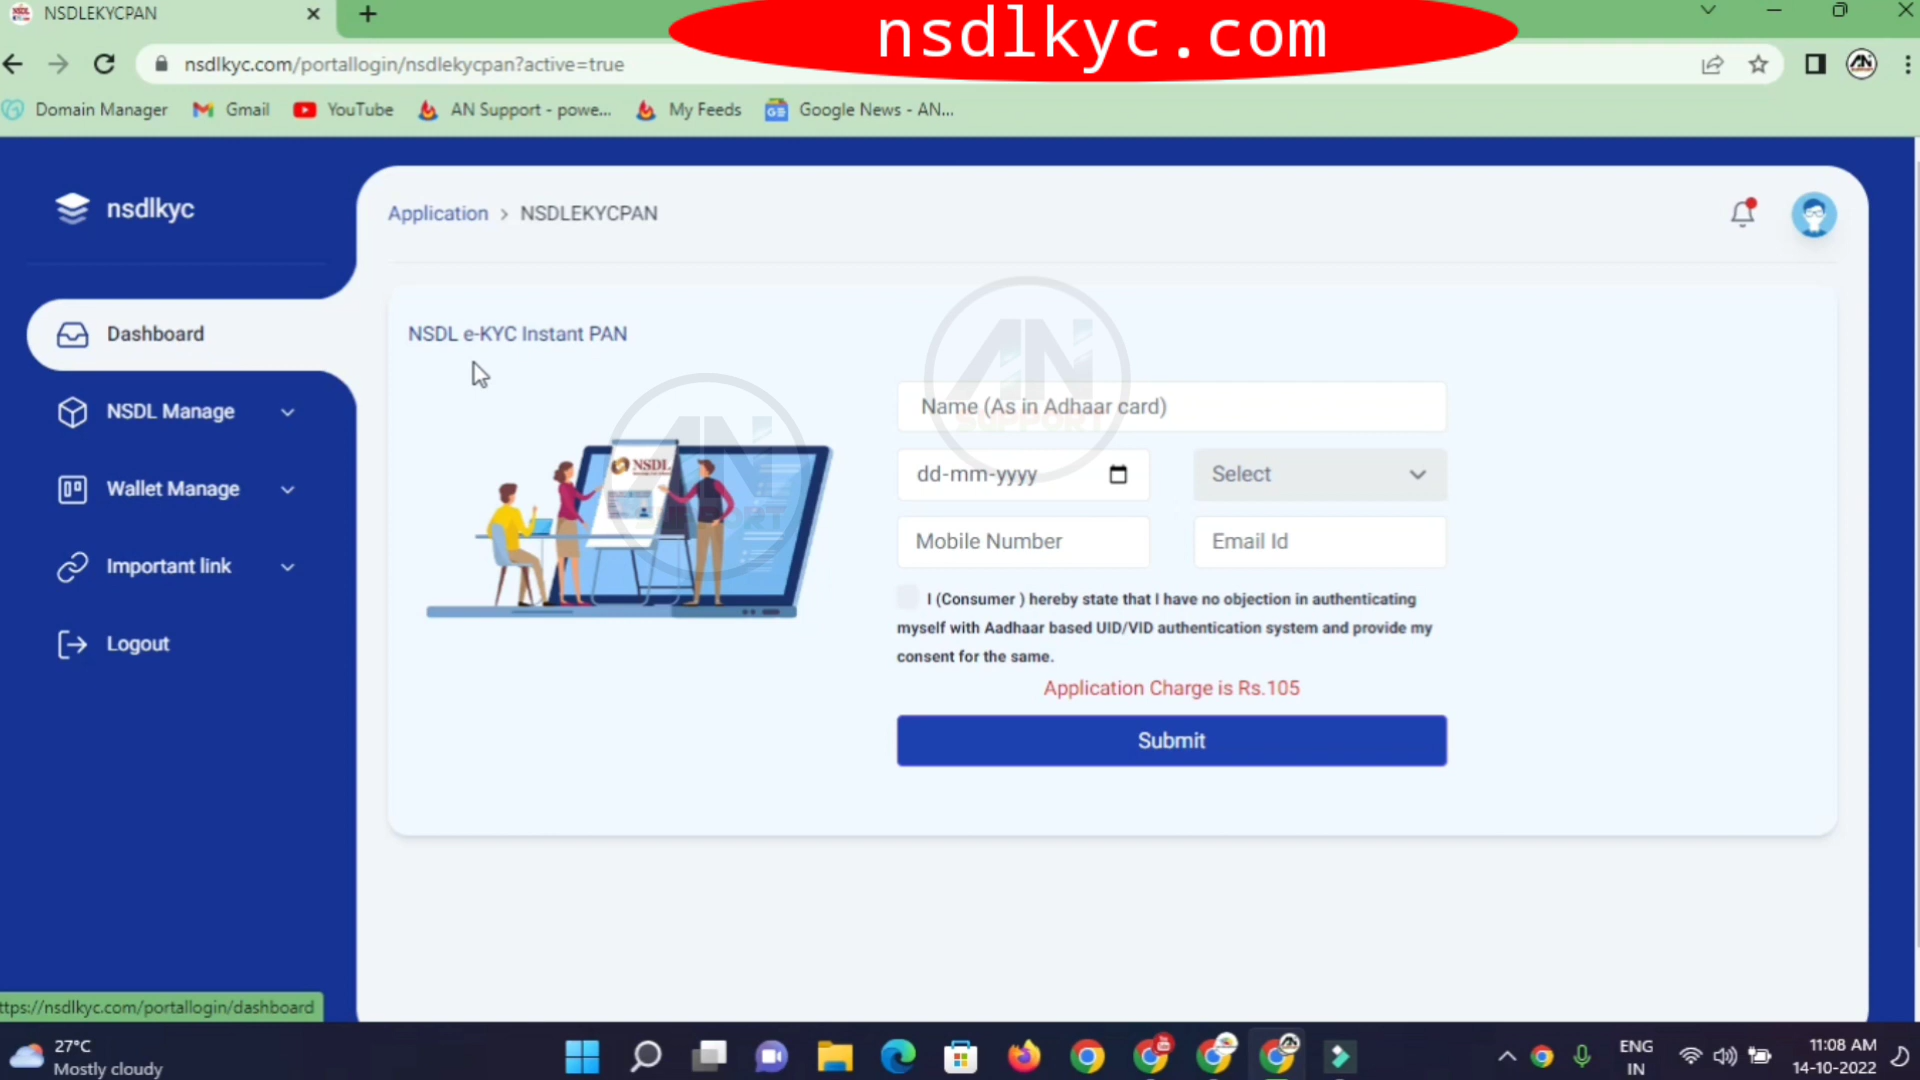 NSDLEKYCPAN
nsdlkyc.com
nsdlkyc.com/portallogin/nsdlekycpan?active=true
Domain Manager
Gmail
YouTube
AN Support - powe...
My Feeds
Google News - AN...
nsdlkyc
Application > NSDLEKYCPAN
Dashboard
NSDL Manage
Wallet Manage
Important link
Logout
NSDL e-KYC Instant PAN
NSDL
AN
SUPPORT
AN
SUPPORT
Name (As in Adhaar card)
dd-mm-yyyy
Select
Mobile Number
Email Id
I (Consumer ) hereby state that I have no objection in authenticating
myself with Aadhaar based UID/VID authentication system and provide my
consent for the same.
Application Charge is Rs.105
Submit
ttps://nsdlkyc.com/portallogin/dashboard
27°C
Mostly cloudy
ENG
IN
11:08 AM
14-10-2022